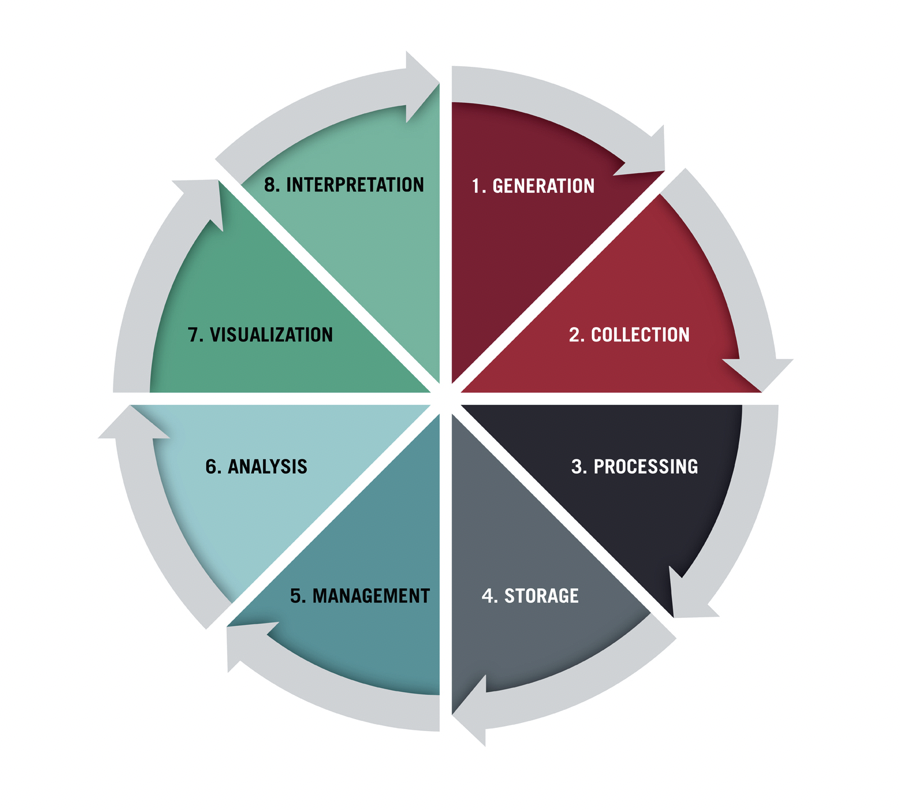 1. GENERATION
2. COLLECTION
3. PROCESSING
4. STORAGE
5. MANAGEMENT
6. ANALYSIS
7. VISUALIZATION
8. INTERPRETATION